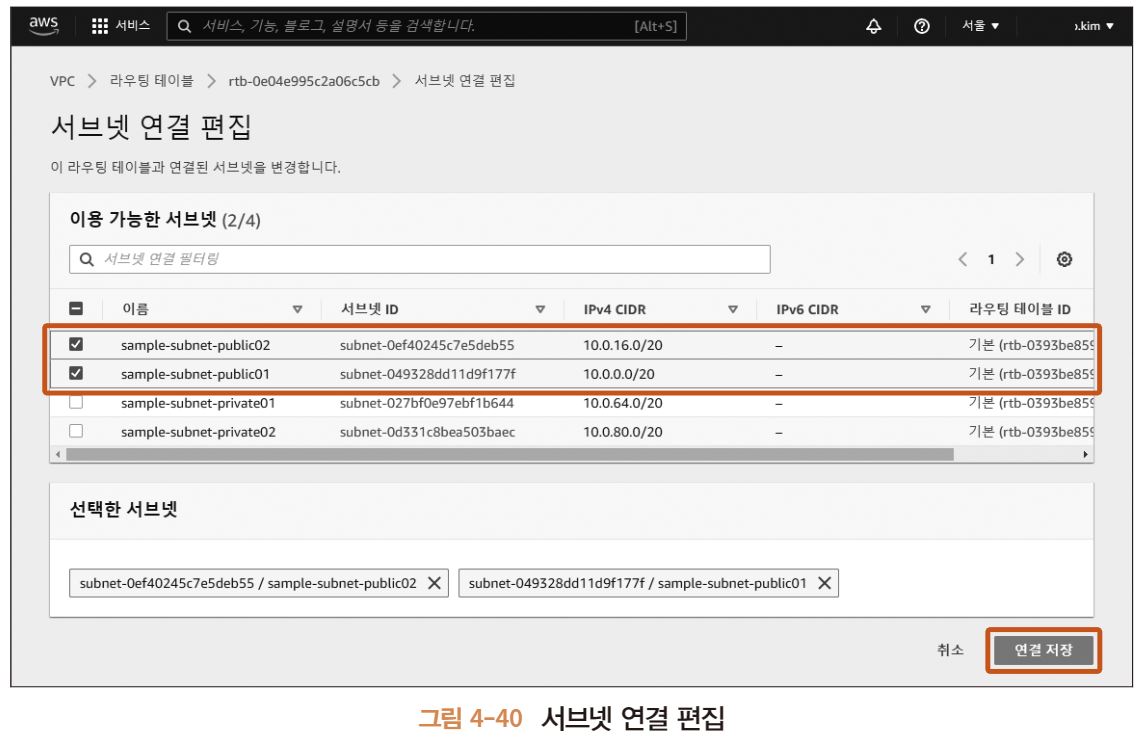 aws 서비스 서비스, 기능, 블로그, 설명서 등을 검색합니다. [Alt+S] 서울 ▼ .kim ▼
VPC > 라우팅 테이블 > rtb-0e04e995c2a06c5cb > 서브넷 연결 편집
서브넷 연결 편집
이 라우팅 테이블과 연결된 서브넷을 변경합니다.
이용 가능한 서브넷 (2/4)
서브넷 연결 필터링 < 1 >
이름 서브넷 ID IPv4 CIDR IPv6 CIDR 라우팅 테이블 ID
sample-subnet-public02 subnet-0ef40245c7e5deb55 10.0.16.0/20 – 기본 (rtb-0393be859
sample-subnet-public01 subnet-049328dd11d9f177f 10.0.0.0/20 – 기본 (rtb-0393be859
sample-subnet-private01 subnet-027bf0e97ebf1b644 10.0.64.0/20 – 기본 (rtb-0393be859
sample-subnet-private02 subnet-0d331c8bea503baec 10.0.80.0/20 – 기본 (rtb-0393be859
선택한 서브넷
subnet-0ef40245c7e5deb55 / sample-subnet-public02 X subnet-049328dd11d9f177f / sample-subnet-public01 X
취소 연결 저장
그림 4-40 서브넷 연결 편집